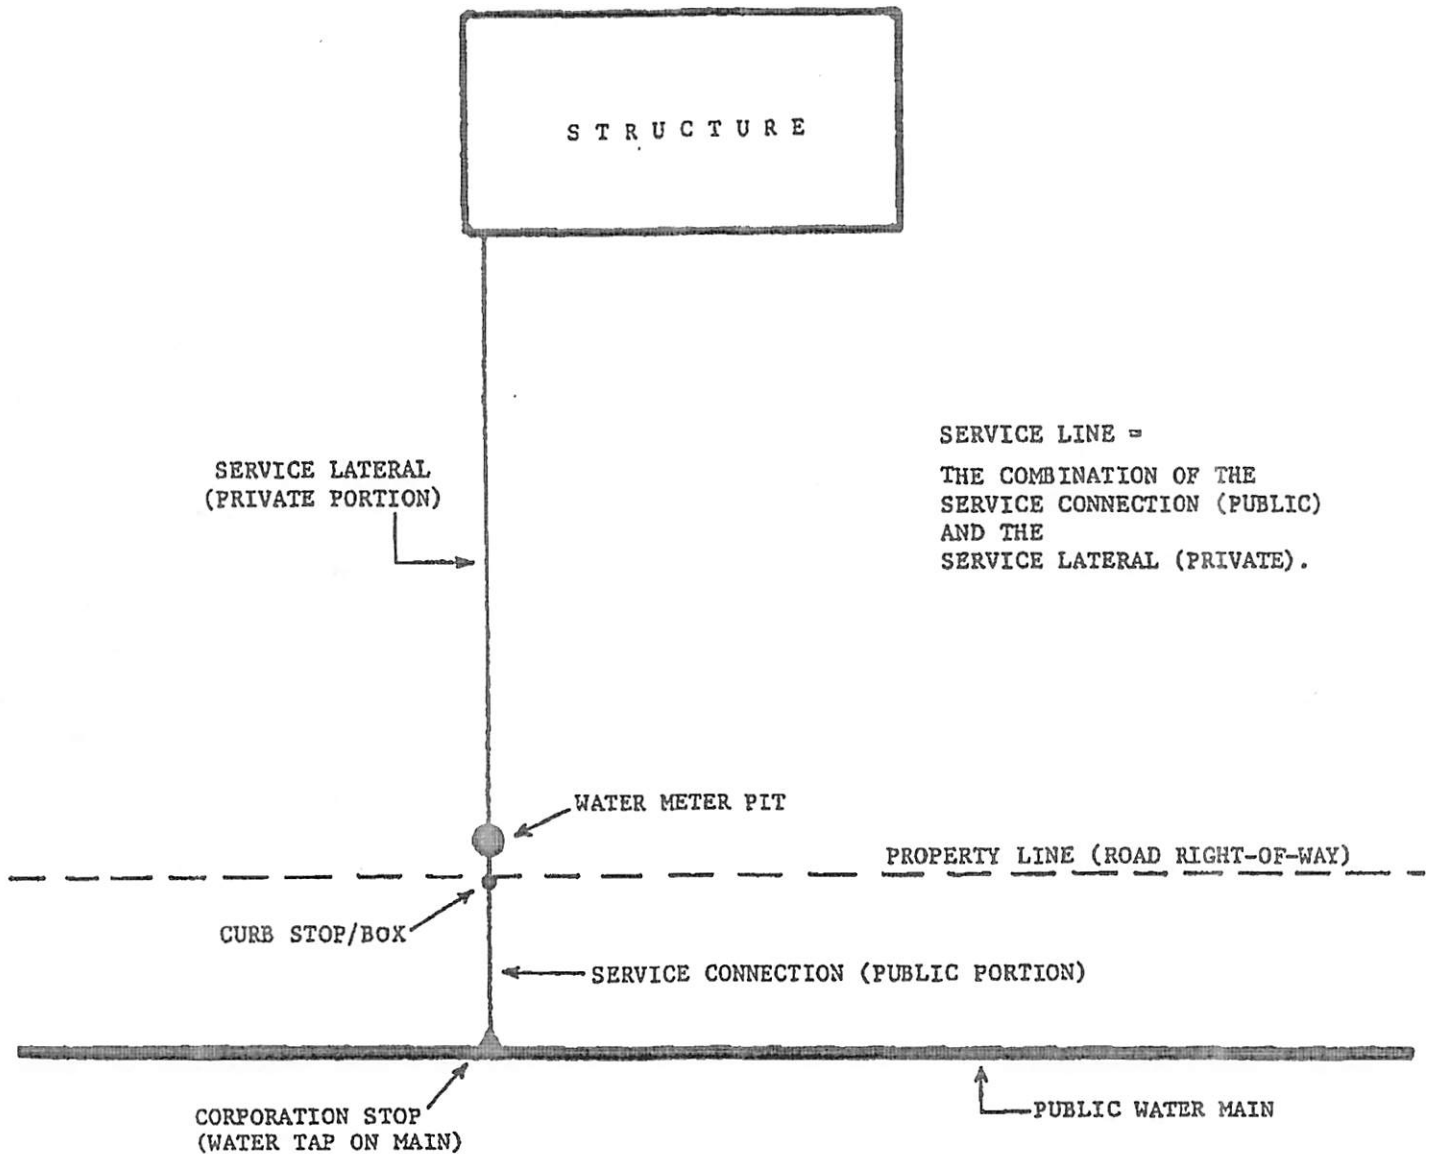 S T R U C T U R E
SERVICE LINE =
THE COMBINATION OF THE
SERVICE CONNECTION (PUBLIC)
AND THE
SERVICE LATERAL (PRIVATE).
SERVICE LATERAL
(PRIVATE PORTION)
WATER METER PIT
PROPERTY LINE (ROAD RIGHT-OF-WAY)
CURB STOP/BOX
SERVICE CONNECTION (PUBLIC PORTION)
CORPORATION STOP
(WATER TAP ON MAIN)
PUBLIC WATER MAIN